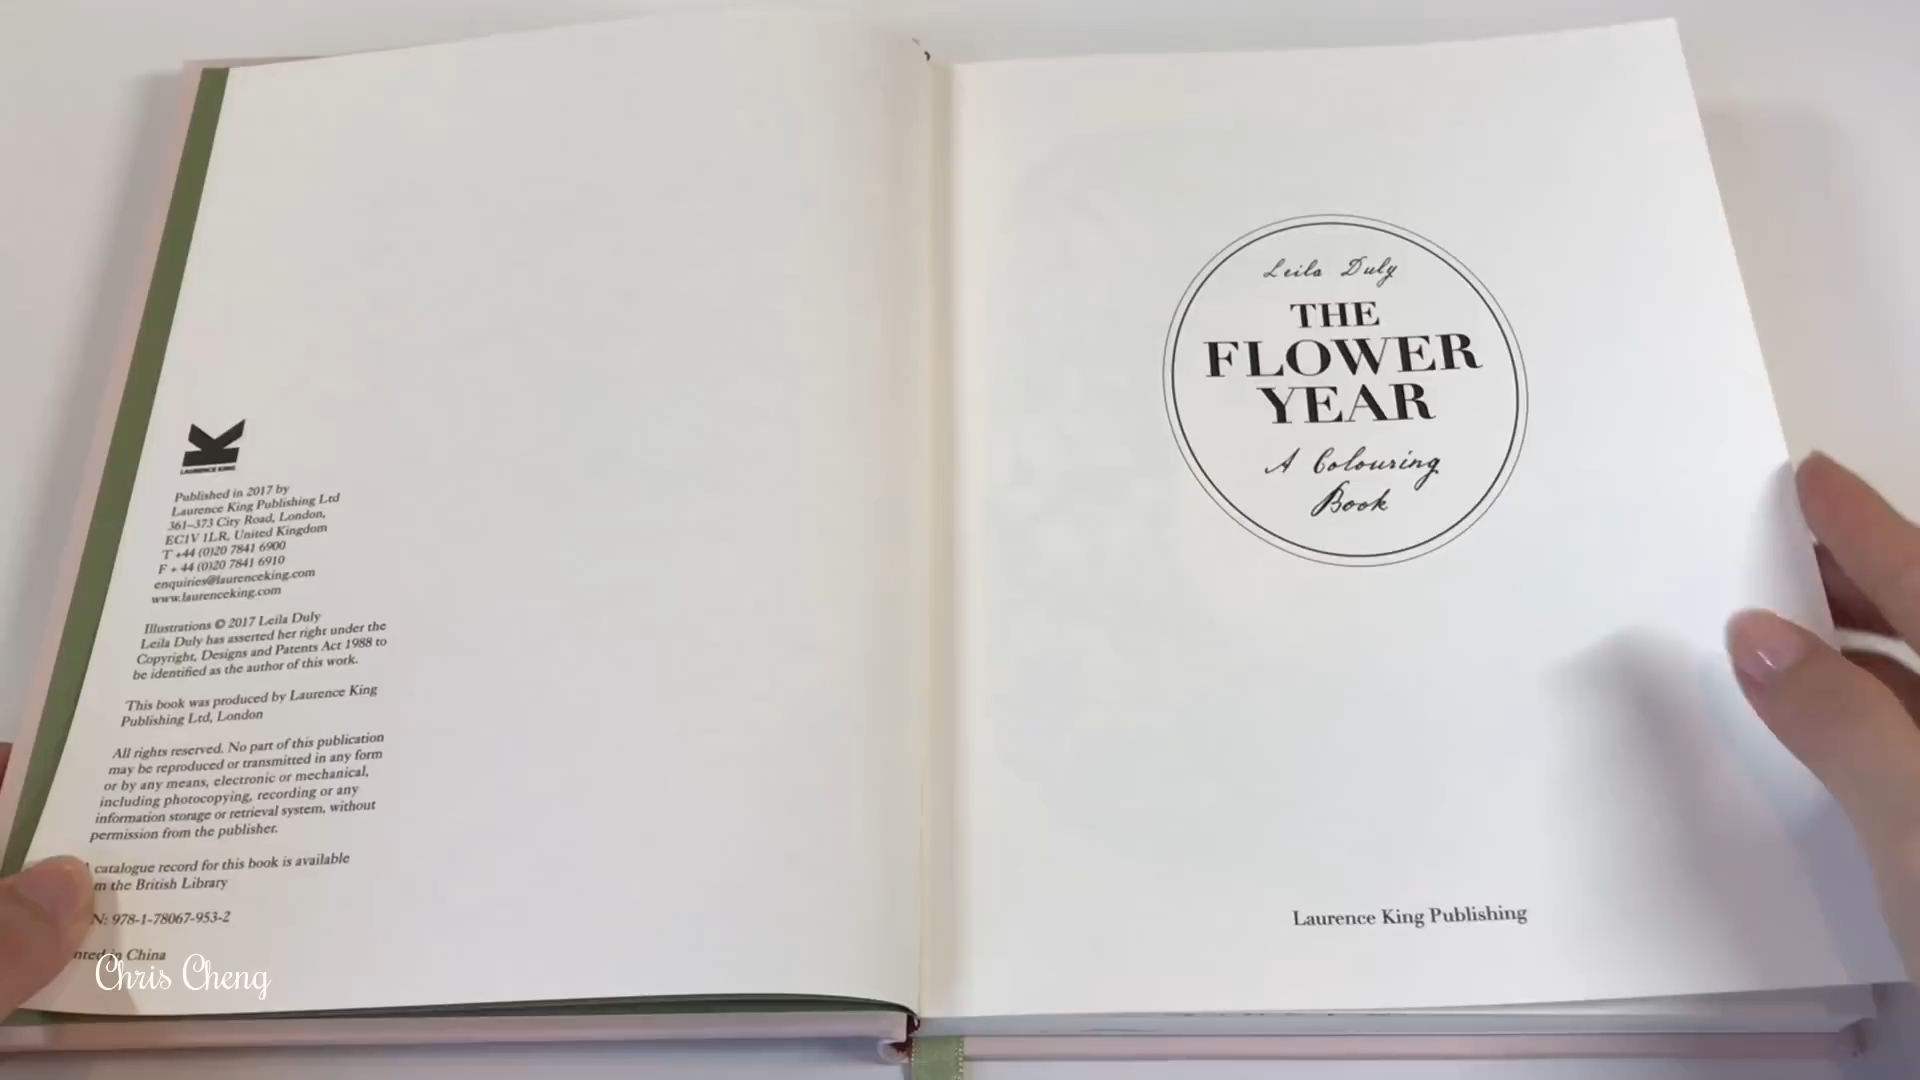 LAURENCE KING
Published in 2017 by
Laurence King Publishing Ltd
361–373 City Road, London,
EC1V 1LR, United Kingdom
T +44 (0)20 7841 6900
F + 44 (0)20 7841 6910
enquiries@laurenceking.com
www.laurenceking.com
Illustrations © 2017 Leila Duly
Leila Duly has asserted her right under the
Copyright, Designs and Patents Act 1988 to
be identified as the author of this work.
This book was produced by Laurence King
Publishing Ltd, London
All rights reserved. No part of this publication
may be reproduced or transmitted in any form
or by any means, electronic or mechanical,
including photocopying, recording or any
information storage or retrieval system, without
permission from the publisher.
catalogue record for this book is available
m the British Library
N: 978-1-78067-953-2
nted in China
Chris Cheng
Leila Duly
THE
FLOWER
YEAR
A Colouring
Book
Laurence King Publishing